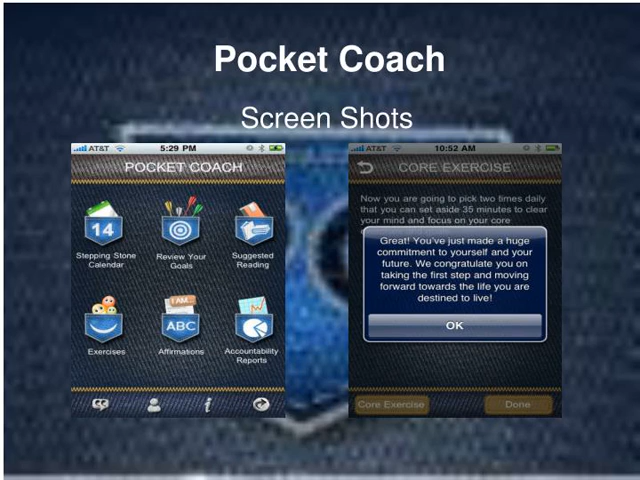 Pocket Coach
Screen Shots
AT&T 5:29 PM
POCKET COACH
14
Stepping Stone
Calendar
Review Your
Goals
Suggested
Reading
I AM
ABC
Exercises
Affirmations
Accountability
Reports
AT&T 10:52 AM
CORE EXERCISE
Now you are going to pick two times daily
that you can set aside 35 minutes to clear
your mind and focus on your core
Great! You've just made a huge
commitment to yourself and your
future. We congratulate you on
taking the first step and moving
forward towards the life you are
destined to live!
OK
Core Exercise
Done